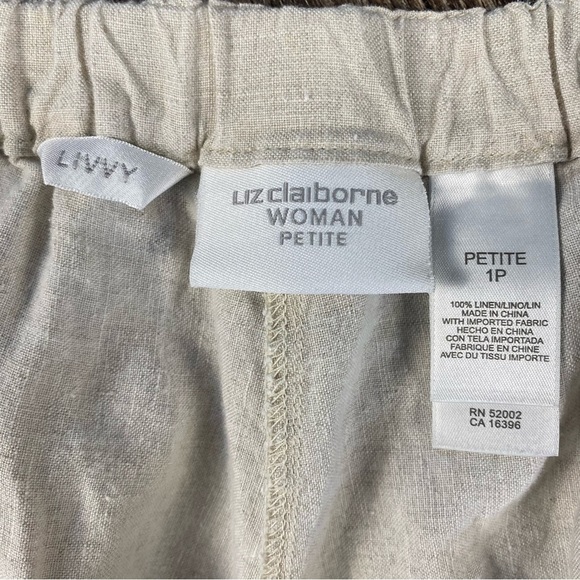 LIVVY
LIZ claiborne
WOMAN
PETITE
PETITE
1P
100% LINEN/LINO/LIN
MADE IN CHINA
WITH IMPORTED FABRIC
HECHO EN CHINA
CON TELA IMPORTADA
FABRIQUE EN CHINE
AVEC DU TISSU IMPORTE
RN 52002
CA 16396